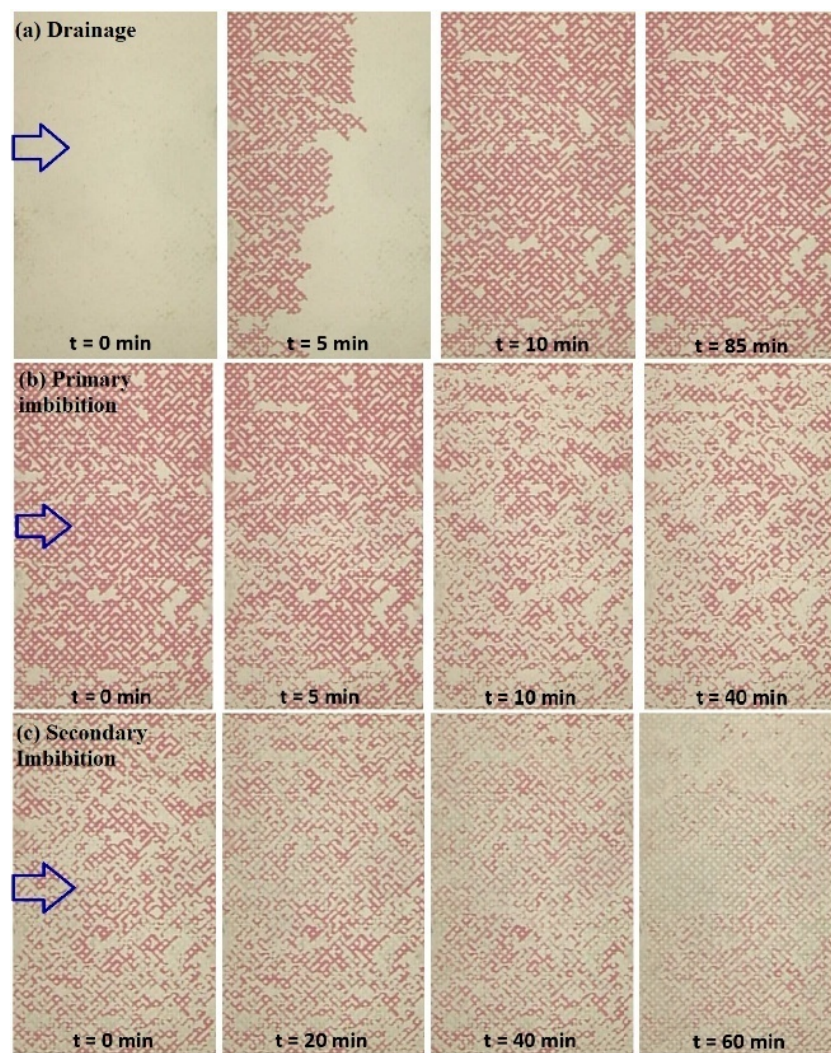 (a) Drainage
t = 0 min
t = 5 min
t = 10 min
t = 85 min
(b) Primary
imbibition
t = 0 min
t = 5 min
t = 10 min
t = 40 min
(c) Secondary
Imbibition
t = 0 min
t = 20 min
t = 40 min
t = 60 min